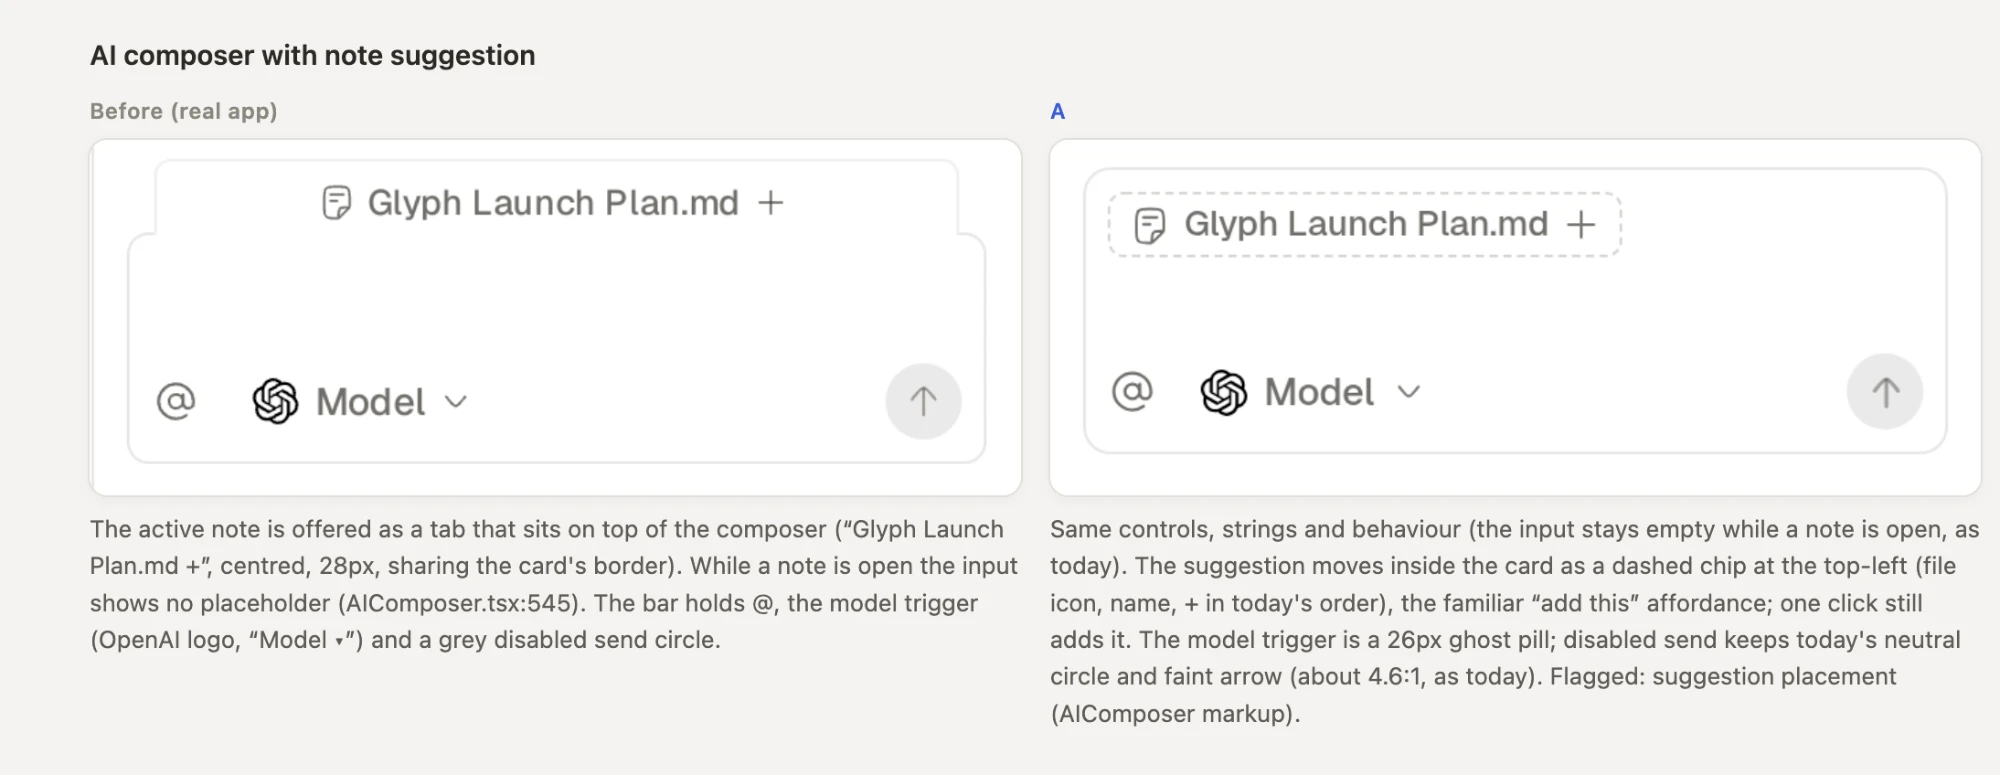 AI composer with note suggestion
Before (real app)
Glyph Launch Plan.md +
@ Model
The active note is offered as a tab that sits on top of the composer (“Glyph Launch
Plan.md +”, centred, 28px, sharing the card's border). While a note is open the input
shows no placeholder (AIComposer.tsx:545). The bar holds @, the model trigger
(OpenAI logo, “Model ▾”) and a grey disabled send circle.
A
Glyph Launch Plan.md +
@ Model
Same controls, strings and behaviour (the input stays empty while a note is open, as
today). The suggestion moves inside the card as a dashed chip at the top-left (file
icon, name, + in today's order), the familiar “add this” affordance; one click still
adds it. The model trigger is a 26px ghost pill; disabled send keeps today's neutral
circle and faint arrow (about 4.6:1, as today). Flagged: suggestion placement
(AIComposer markup).